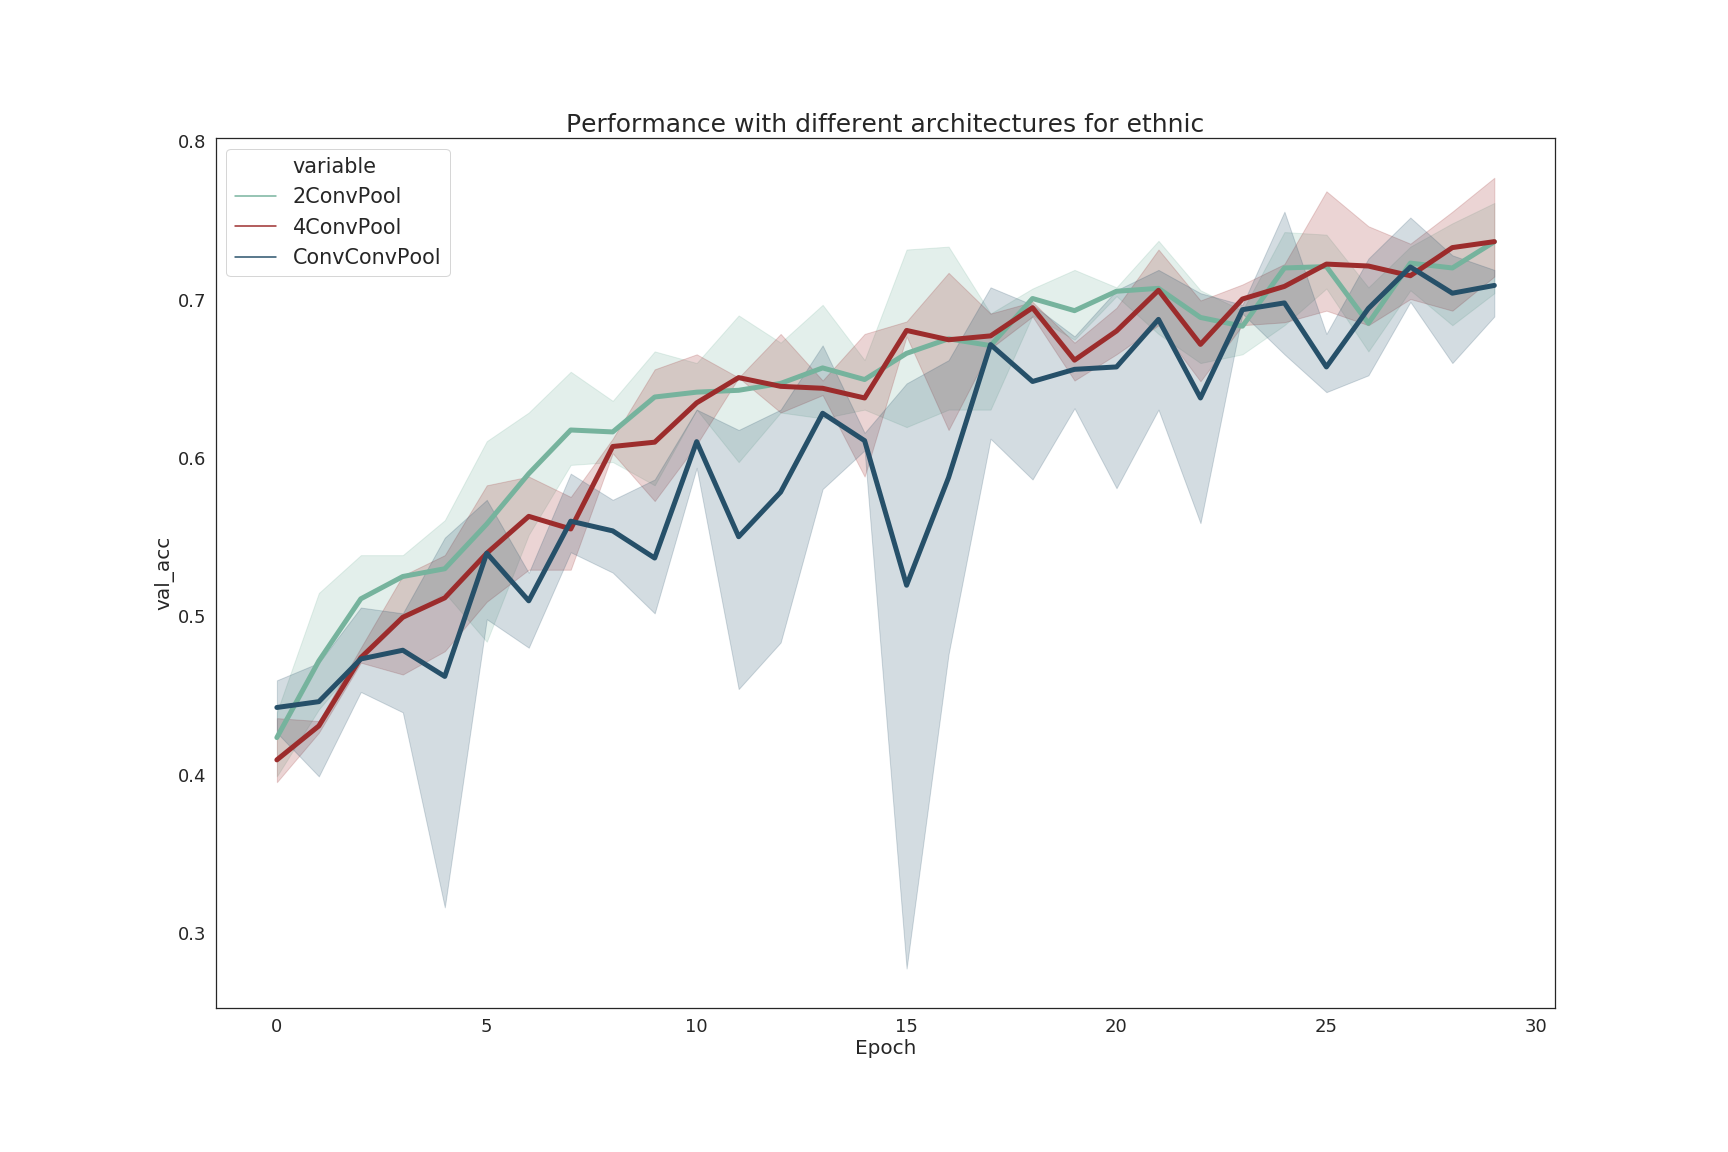 Performance with different architectures for ethnic
0.8
0.7
0.6
0.5
0.4
0.3
val_acc
variable
2ConvPool
4ConvPool
ConvConvPool
0 5 10 15 20 25 30
Epoch